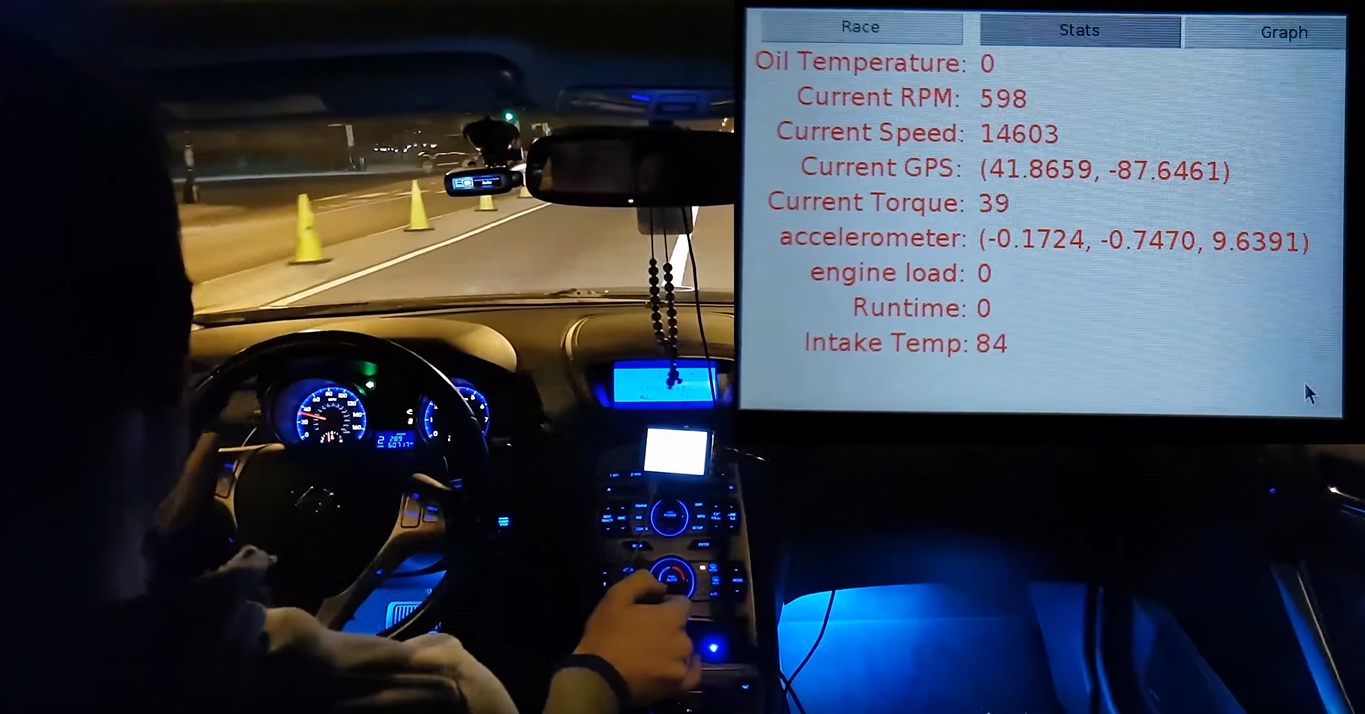 Race Stats Graph
Oil Temperature: 0
Current RPM: 598
Current Speed: 14603
Current GPS: (41.8659, -87.6461)
Current Torque: 39
accelerometer: (-0.1724, -0.7470, 9.6391)
engine load: 0
Runtime: 0
Intake Temp: 84